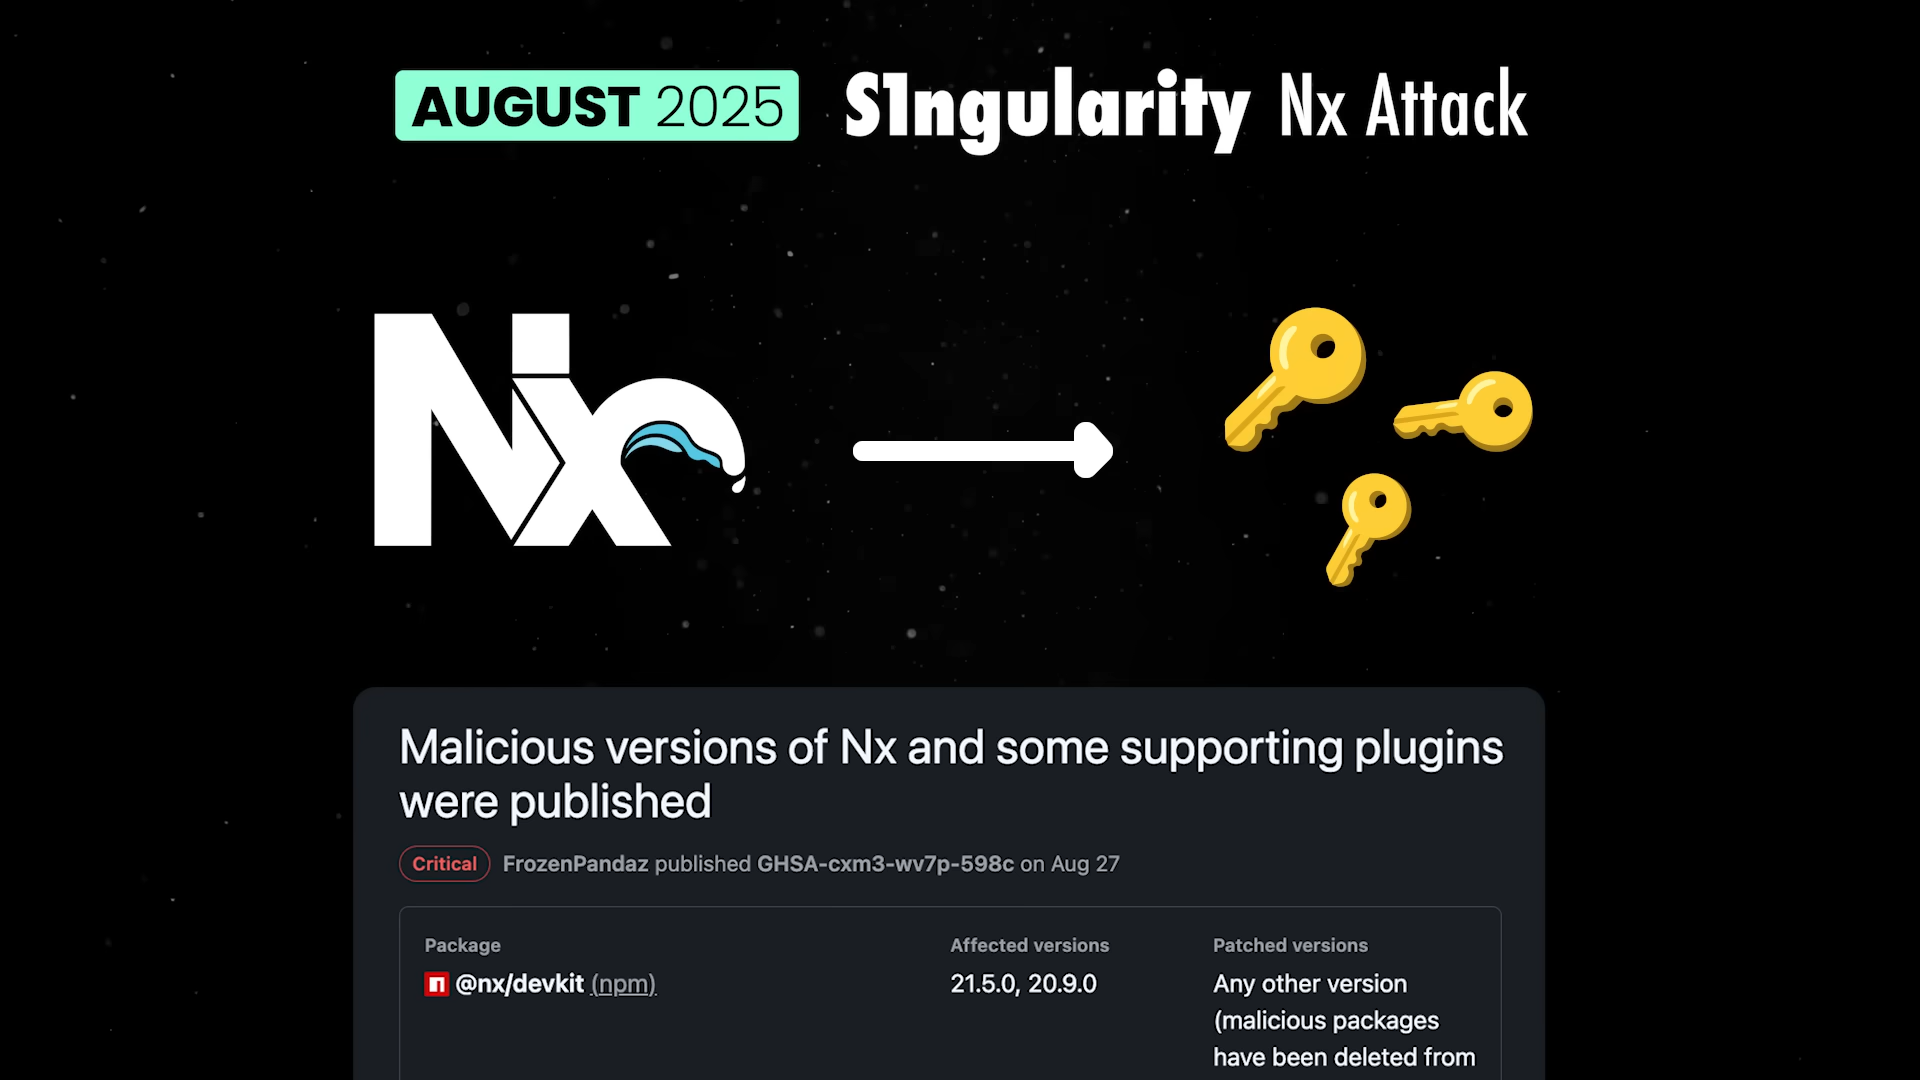 AUGUST 2025 S1ngularity Nx Attack
Nx
Malicious versions of Nx and some supporting plugins
were published
Critical FrozenPandaz published GHSA-cxm3-wv7p-598c on Aug 27
Package Affected versions Patched versions
n @nx/devkit (npm) 21.5.0, 20.9.0 Any other version
(malicious packages
have been deleted from